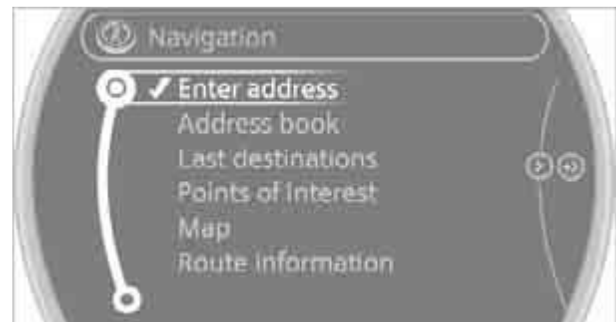 Navigation
Enter address
Address book
Last destinations
Points of Interest
Map
Route information